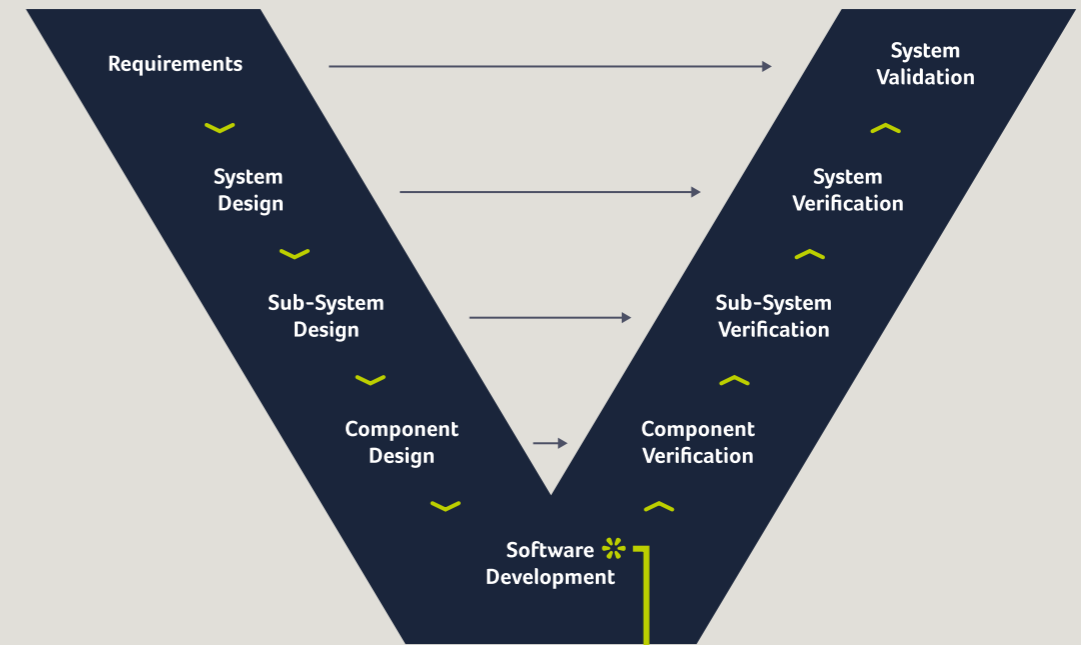 Requirements
System
Design
Sub-System
Design
Component
Design
Software
Development
Component
Verification
Sub-System
Verification
System
Verification
System
Validation